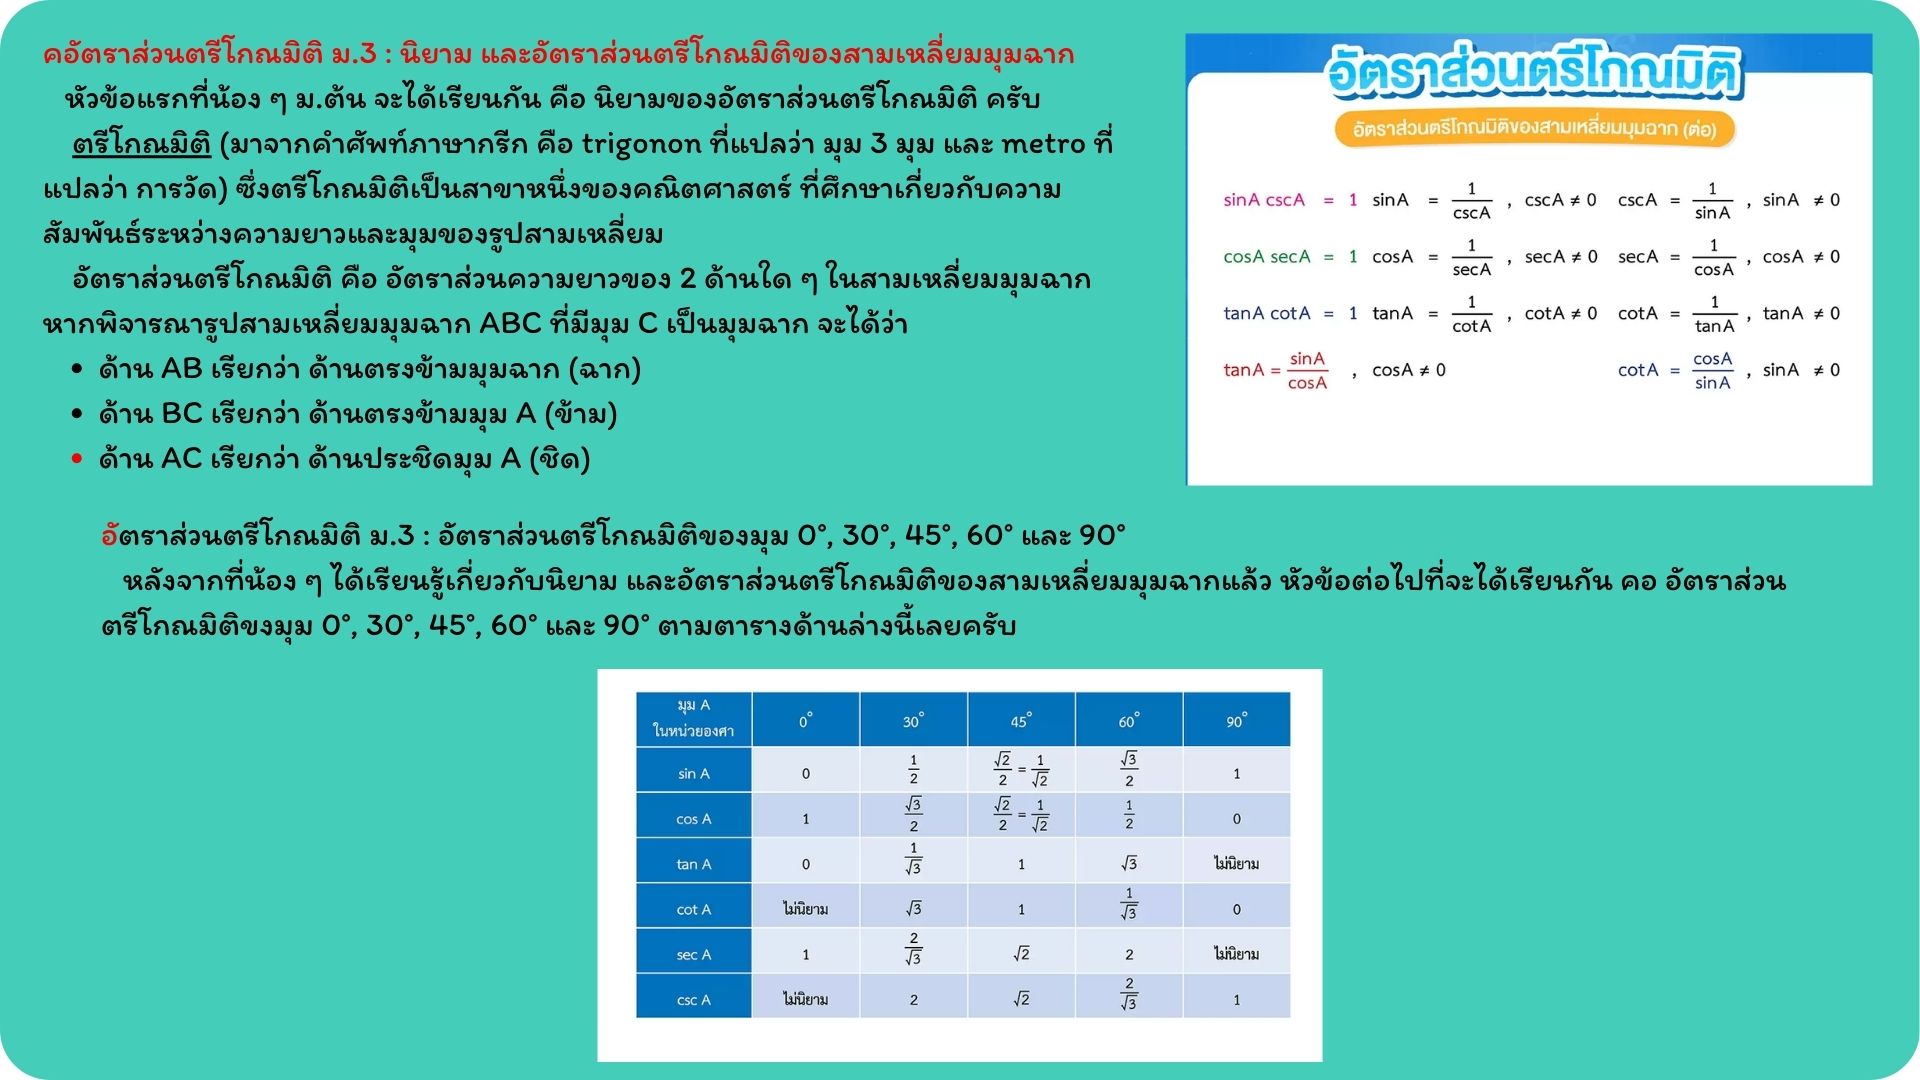 คอัตราส่วนตรีโกณมิติ ม.3 : นิยาม และอัตราส่วนตรีโกณมิติของสามเหลี่ยมมุมฉาก
หัวข้อแรกที่น้อง ๆ ม.ต้น จะได้เรียนกัน คือ นิยามของอัตราส่วนตรีโกณมิติ ครับ
ตรีโกณมิติ (มาจากคำศัพท์ภาษากรีก คือ trigonon ที่แปลว่า มุม 3 มุม และ metro ที่
แปลว่า การวัด) ซึ่งตรีโกณมิติเป็นสาขาหนึ่งของคณิตศาสตร์ ที่ศึกษาเกี่ยวกับความ
สัมพันธ์ระหว่างความยาวและมุมของรูปสามเหลี่ยม
อัตราส่วนตรีโกณมิติ คือ อัตราส่วนความยาวของ 2 ด้านใด ๆ ในสามเหลี่ยมมุมฉาก
หากพิจารณารูปสามเหลี่ยมมุมฉาก ABC ที่มีมุม C เป็นมุมฉาก จะได้ว่า
• ด้าน AB เรียกว่า ด้านตรงข้ามมุมฉาก (ฉาก)
• ด้าน BC เรียกว่า ด้านตรงข้ามมุม A (ข้าม)
• ด้าน AC เรียกว่า ด้านประชิดมุม A (ชิด)
อัตราส่วนตรีโกณมิติ
อัตราส่วนตรีโกณมิติของสามเหลี่ยมมุมฉาก (ต่อ)
sinA cscA = 1 sinA = 1/cscA , cscA ≠ 0 cscA = 1/sinA , sinA ≠ 0
cosA secA = 1 cosA = 1/secA , secA ≠ 0 secA = 1/cosA , cosA ≠ 0
tanA cotA = 1 tanA = 1/cotA , cotA ≠ 0 cotA = 1/tanA , tanA ≠ 0
tanA = sinA/cosA , cosA ≠ 0 cotA = cosA/sinA , sinA ≠ 0
อัตราส่วนตรีโกณมิติ ม.3 : อัตราส่วนตรีโกณมิติของมุม 0°, 30°, 45°, 60° และ 90°
หลังจากที่น้อง ๆ ได้เรียนรู้เกี่ยวกับนิยาม และอัตราส่วนตรีโกณมิติของสามเหลี่ยมมุมฉากแล้ว หัวข้อต่อไปที่จะได้เรียนกัน คอ อัตราส่วน
ตรีโกณมิติขงมุม 0°, 30°, 45°, 60° และ 90° ตามตารางด้านล่างนี้เลยครับ
มุม A
ในหน่วยองศา 0° 30° 45° 60° 90°
sin A 0 1/2 √2/2 = 1/√2 √3/2 1
cos A 1 √3/2 √2/2 = 1/√2 1/2 0
tan A 0 1/√3 1 √3 ไม่นิยาม
cot A ไม่นิยาม √3 1 1/√3 0
sec A 1 2/√3 √2 2 ไม่นิยาม
csc A ไม่นิยาม 2 √2 2/√3 1